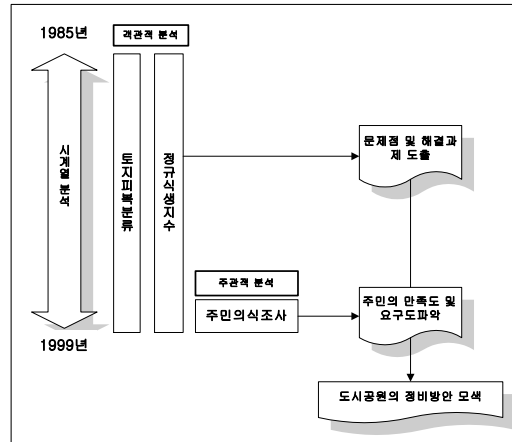 1985년
객관적 분석
시계열 분석
토지피복분류
정규식생지수
문제점 및 해결과
제 도출
주관적 분석
주민의식조사
주민의 만족도 및
요구도파악
1999년
도시공원의 정비방안 모색